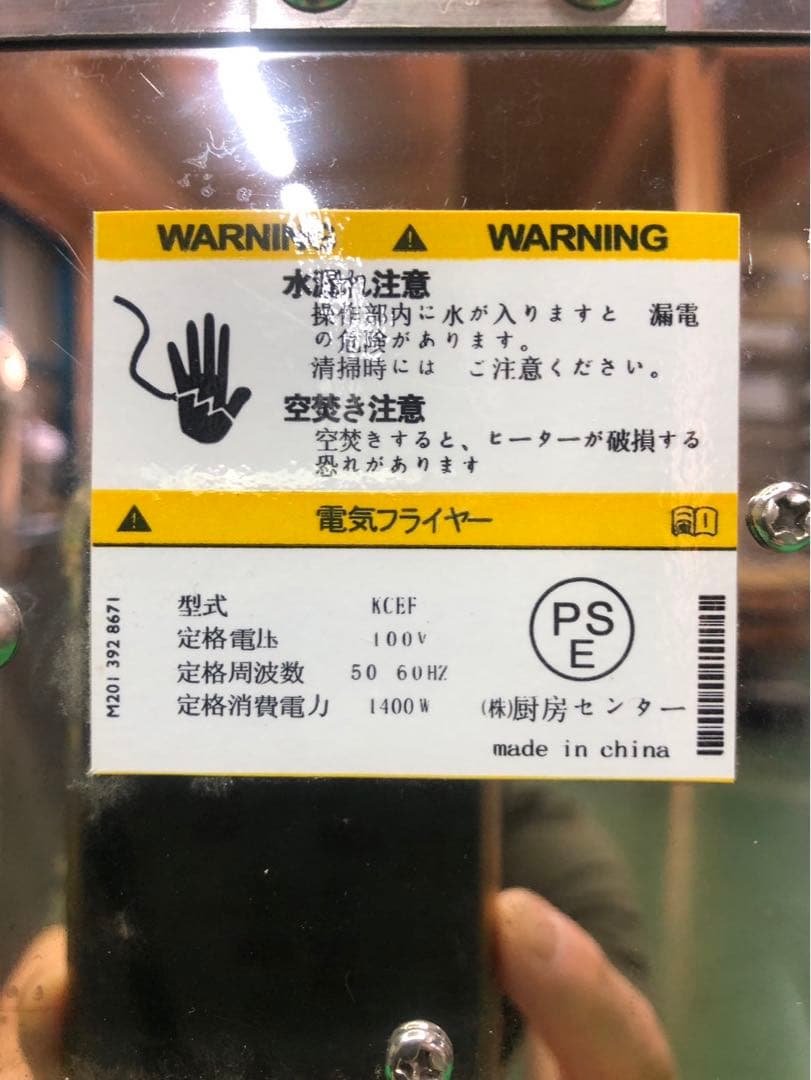 WARNING WARNING
水漏れ注意
操作部内に水が入りますと 漏電
の危険があります。
清掃時には ご注意ください。
空焚き注意
空焚きすると、ヒーターが破損する
恐れがあります
電気フライヤー
型式 KCEF
定格電圧 100V
定格周波数 50 60HZ
定格消費電力 1400W
PS
E
(株)厨房センター
made in china
M201 392 8671